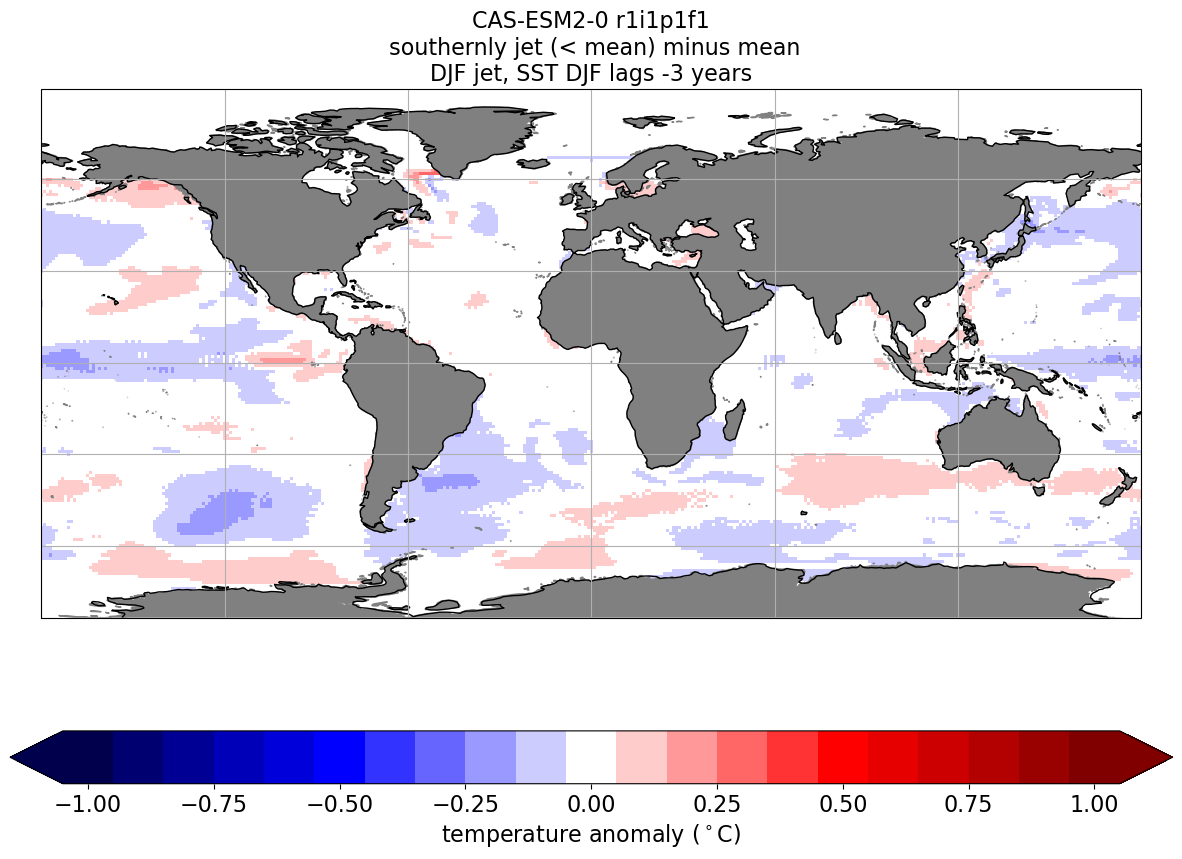 CAS-ESM2-0 r1i1p1f1
southernly jet (< mean) minus mean
DJF jet, SST DJF lags -3 years
−1.00 −0.75 −0.50 −0.25 0.00 0.25 0.50 0.75 1.00
temperature anomaly (°C)